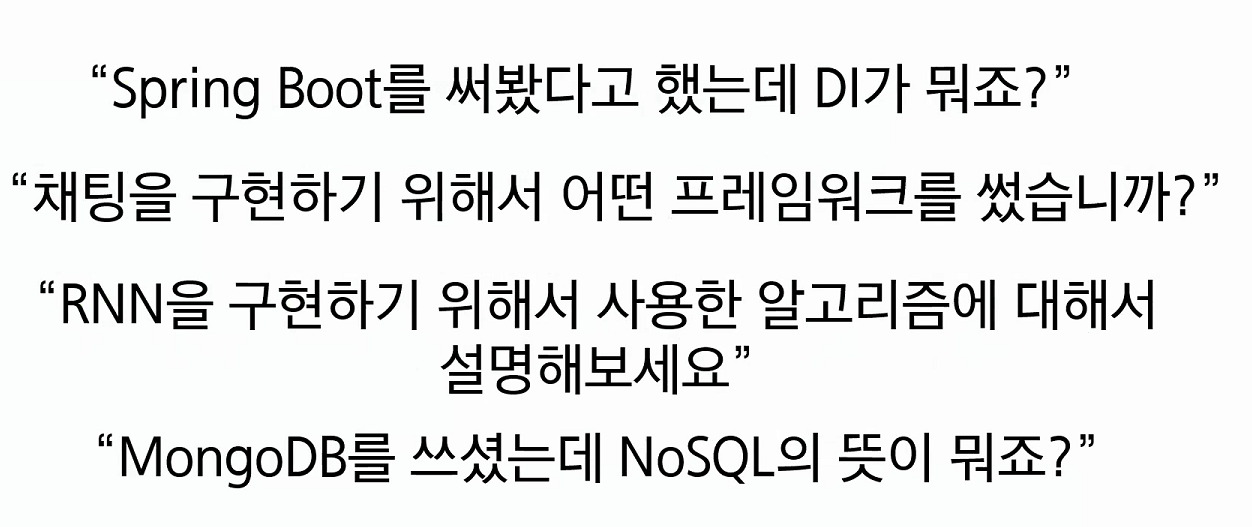 “Spring Boot를 써봤다고 했는데 DI가 뭐죠?”
“채팅을 구현하기 위해서 어떤 프레임워크를 썼습니까?”
“RNN을 구현하기 위해서 사용한 알고리즘에 대해서
설명해보세요”
“MongoDB를 쓰셨는데 NoSQL의 뜻이 뭐죠?”